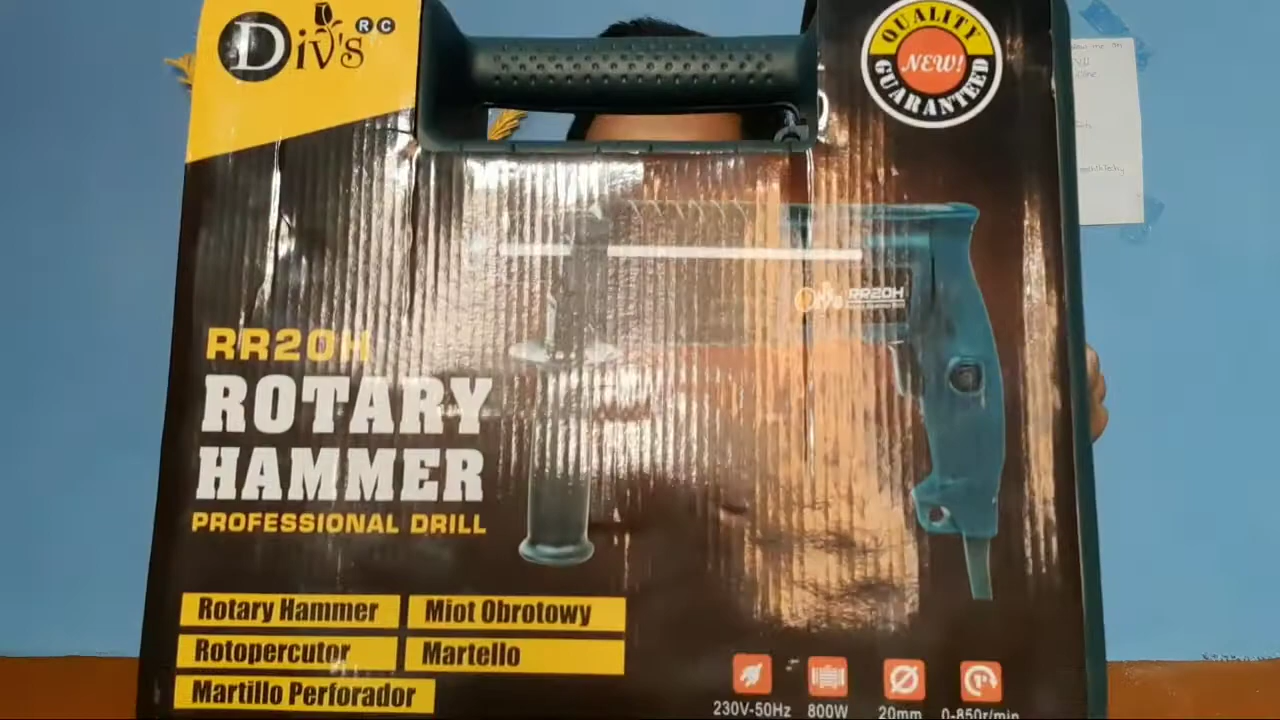 Div's RC
QUALITY
NEW!
GUARANTEED
RR20H
RR20H
ROTARY
HAMMER
PROFESSIONAL DRILL
Rotary Hammer
Miot Obrotowy
Rotopercutor
Martello
Martillo Perforador
230V-50Hz
800W
20mm
0-850r/min